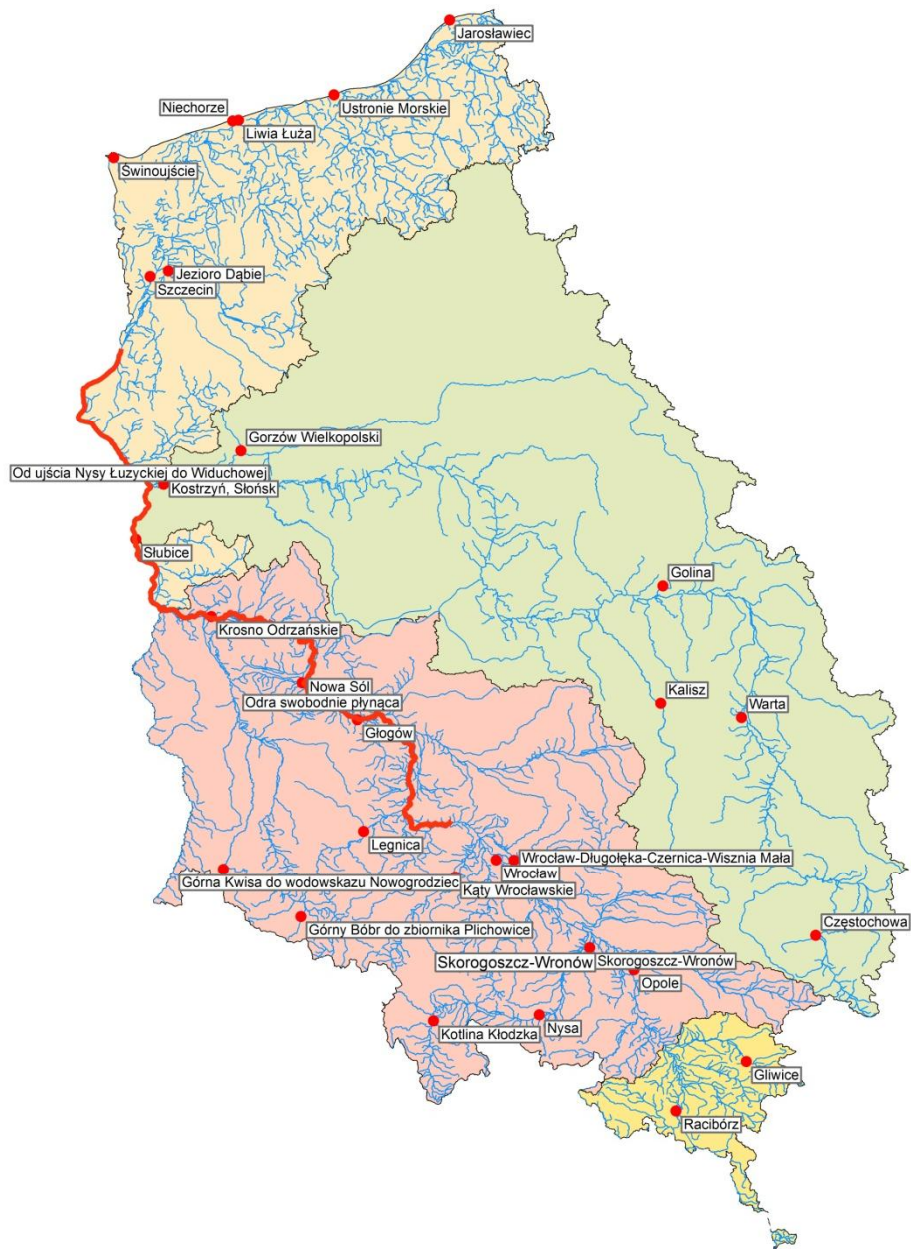 Jarosławiec
Ustronie Morskie
Niechorze
Liwia Łuża
Świnoujście
Jezioro Dąbie
Szczecin
Gorzów Wielkopolski
Od ujścia Nysy Łużyckiej do Widuchowej
Kostrzyń, Słońsk
Słubice
Golina
Krosno Odrzańskie
Nowa Sól
Odra swobodnie płynąca
Kalisz
Warta
Głogów
Legnica
Wrocław-Długołęka-Czernica-Wisznia Mała
Wrocław
Górna Kwisa do wodowskazu Nowogrodziec
Kąty Wrocławskie
Górny Bóbr do zbiornika Plichowice
Częstochowa
Skorogoszcz-Wronów
Skorogoszcz-Wronów
Opole
Kotlina Kłodzka
Nysa
Gliwice
Racibórz